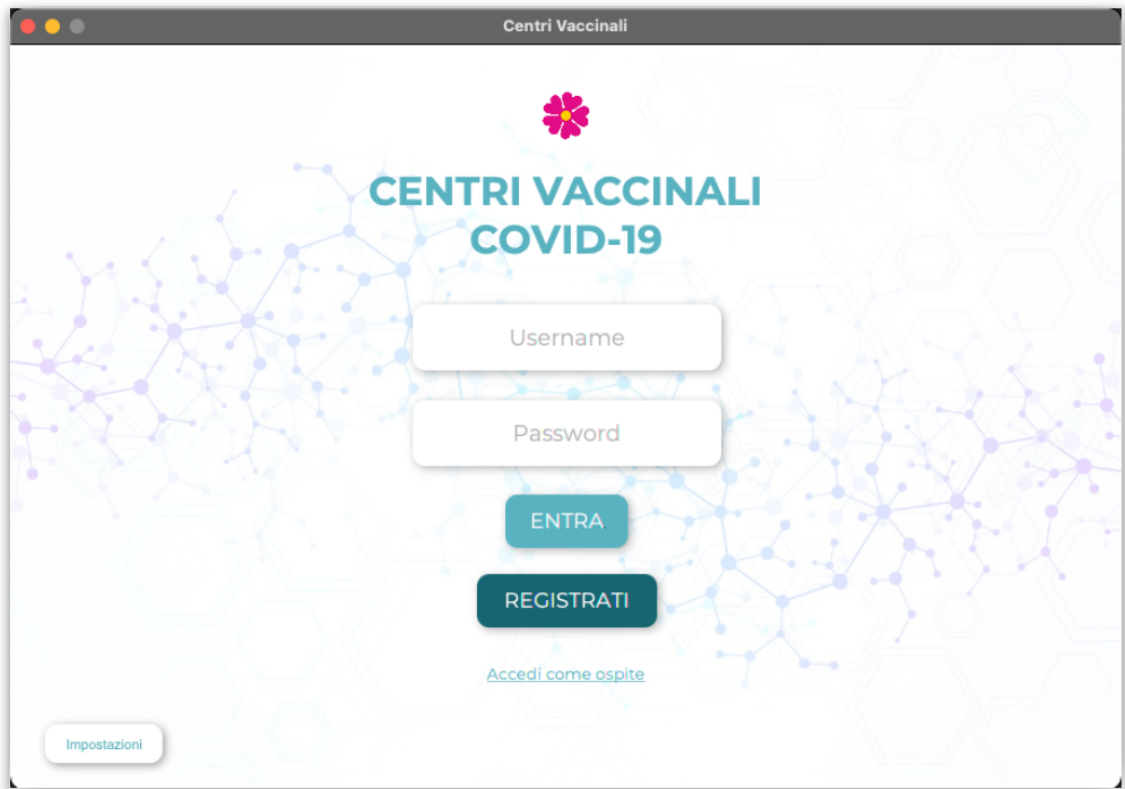 Centri Vaccinali
CENTRI VACCINALI
COVID-19
Username
Password
ENTRA
REGISTRATI
Accedi come ospite
Impostazioni